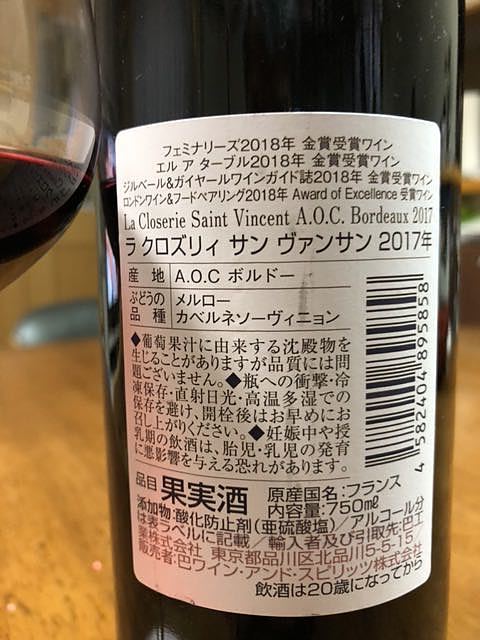 フェミナリーズ2018年 金賞受賞ワイン
エル ア ターブル2018年 金賞受賞ワイン
ジルベール&ガイヤールワインガイド誌2018年 金賞受賞ワイン
ロンドンワイン&フードペアリング2018年 Award of Excellence 受賞ワイン
La Closerie Saint Vincent A.O.C. Bordeaux 2017
ラ クロズリィ サン ヴァンサン 2017年
産 地 A.O.C ボルドー
ぶどうの品 種 メルロー
カベルネソーヴィニョン
◆葡萄果汁に由来する沈殿物を
生じることがありますが品質には問
題ございません。◆瓶への衝撃・冷
凍保存・直射日光・高温多湿での
保存を避け、開栓後はお早めにお
召し上がりください。◆妊娠中や授
乳期の飲酒は、胎児・乳児の発育
に悪影響を与える恐れがあります。
4 582404 895858
品目 果実酒 原産国名:フランス
内容量:750mℓ
添加物:酸化防止剤(亜硫酸塩)/アルコール分
は表ラベルに記載/輸入者及び引取先:巴工
業株式会社 東京都品川区北品川5-5-15
販売者:巴ワイン・アンド・スピリッツ株式会社
飲酒は20歳になってから